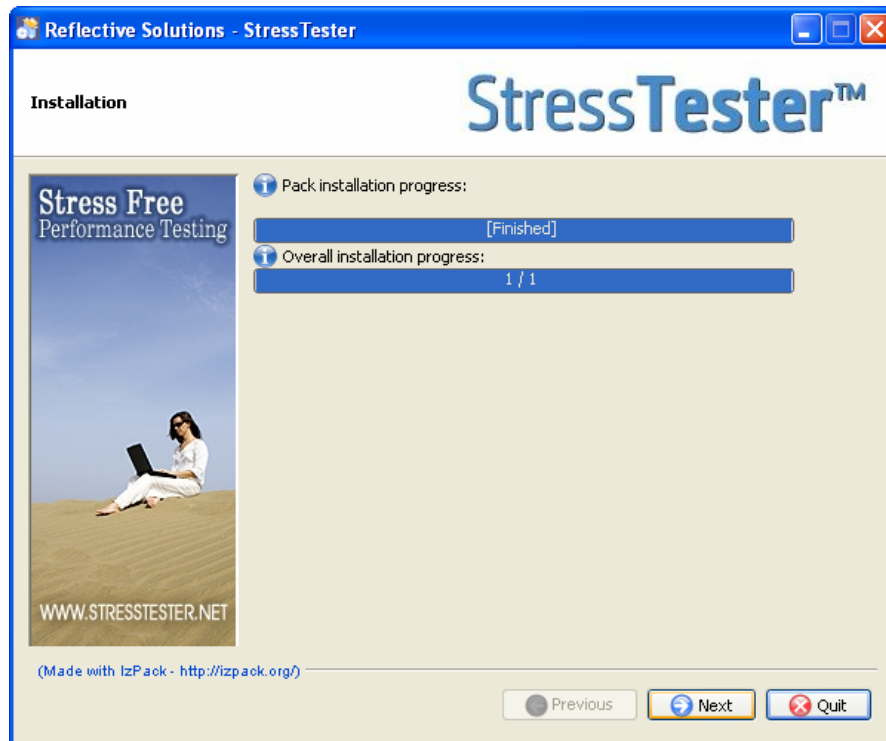 Reflective Solutions - StressTester
Installation
StressTester™
Stress Free
Performance Testing
WWW.STRESSTESTER.NET
Pack installation progress:
[Finished]
Overall installation progress:
1 / 1
(Made with IzPack - http://izpack.org/)
Previous
Next
Quit